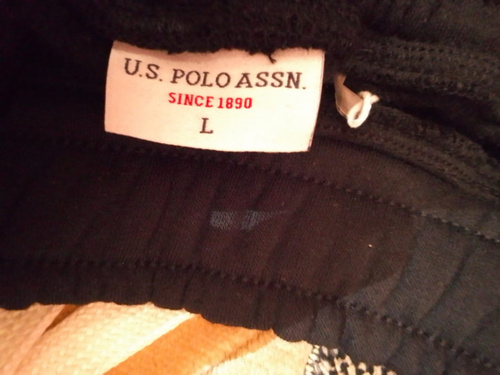 U.S. POLO ASSN.
SINCE 1890
L